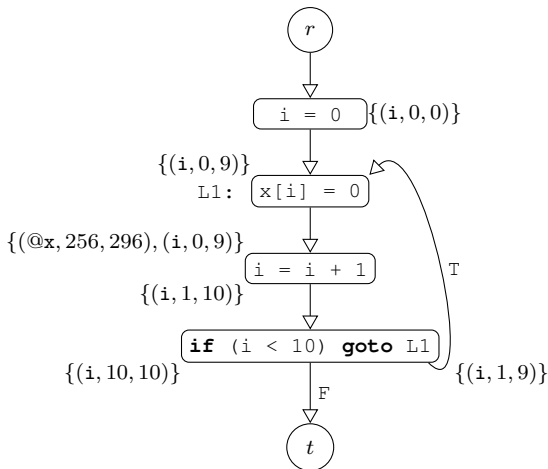 r
i = 0 {(i, 0, 0)}
{(i, 0, 9)}
L1: x[i] = 0
{(@x, 256, 296), (i, 0, 9)}
i = i + 1
T
{(i, 1, 10)}
if (i < 10) goto L1
{(i, 10, 10)} {(i, 1, 9)}
F
t